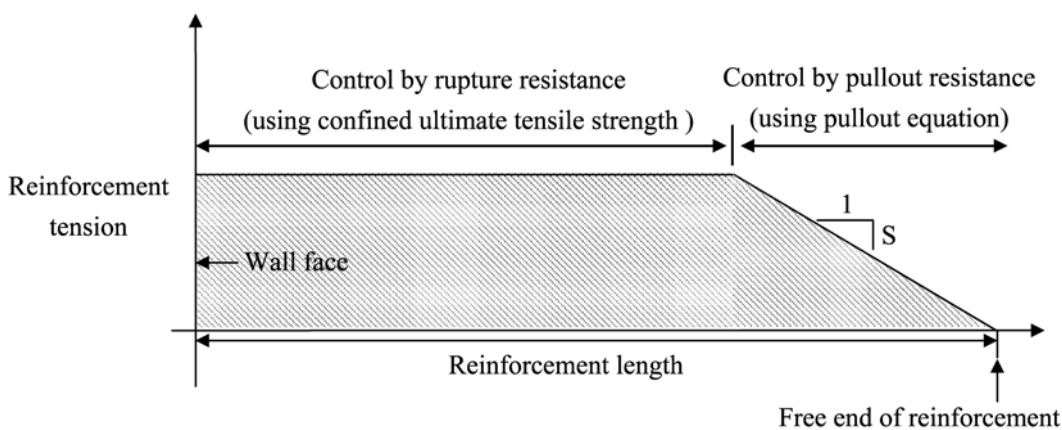 Control by rupture resistance
(using confined ultimate tensile strength )
Control by pullout resistance
(using pullout equation)
Reinforcement
tension
1
S
Wall face
Reinforcement length
Free end of reinforcement